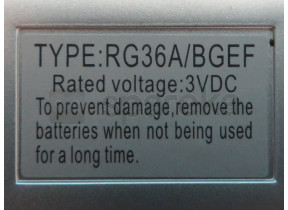 TYPE:RG36A/BGEF
Rated voltage:3VDC
To prevent damage,remove the
batteries when not being used
for a long time.